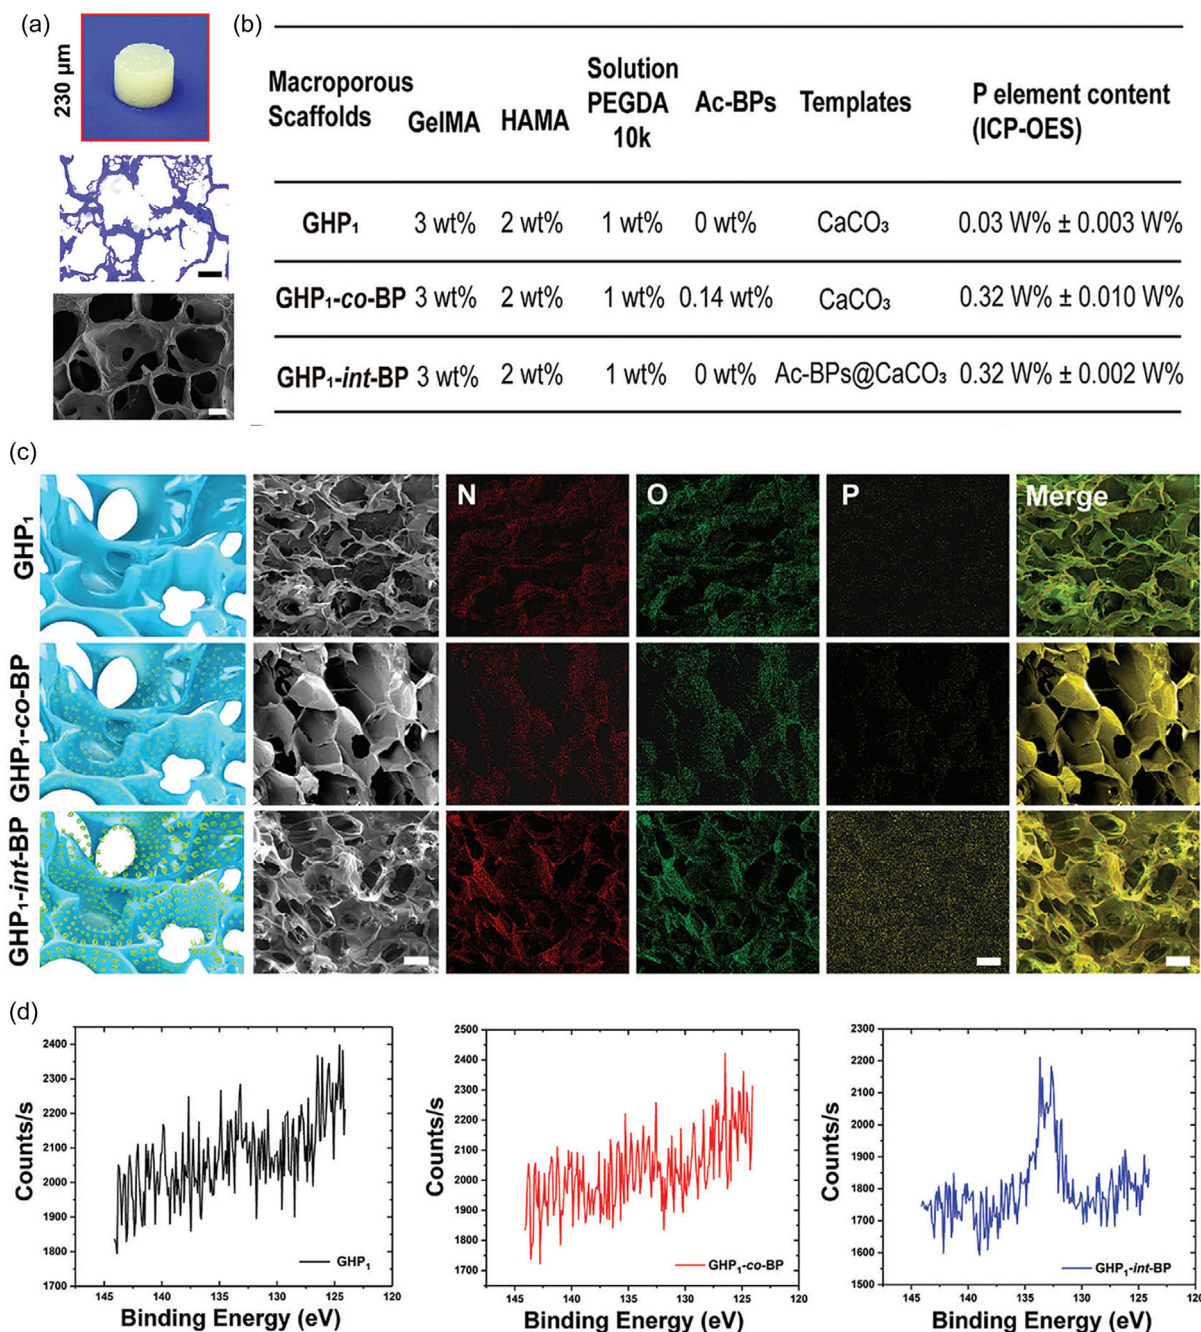 (a)
230 μm
(b)
Macroporous Scaffolds GelMA HAMA Solution PEGDA 10k Ac-BPs Templates P element content (ICP-OES)
GHP₁ 3 wt% 2 wt% 1 wt% 0 wt% CaCO₃ 0.03 W% ± 0.003 W%
GHP₁-co-BP 3 wt% 2 wt% 1 wt% 0.14 wt% CaCO₃ 0.32 W% ± 0.010 W%
GHP₁-int-BP 3 wt% 2 wt% 1 wt% 0 wt% Ac-BPs@CaCO₃ 0.32 W% ± 0.002 W%
(c)
N O P Merge
GHP₁
GHP₁-co-BP
GHP₁-int-BP
(d)
Counts/s
2400
2300
2200
2100
2000
1900
1800
1700
GHP₁
145 140 135 130 125 120
Binding Energy (eV)
Counts/s
2500
2400
2300
2200
2100
2000
1900
1800
1700
GHP₁-co-BP
145 140 135 130 125 120
Binding Energy (eV)
Counts/s
2300
2200
2100
2000
1900
1800
1700
1600
1500
GHP₁-int-BP
145 140 135 130 125 120
Binding Energy (eV)